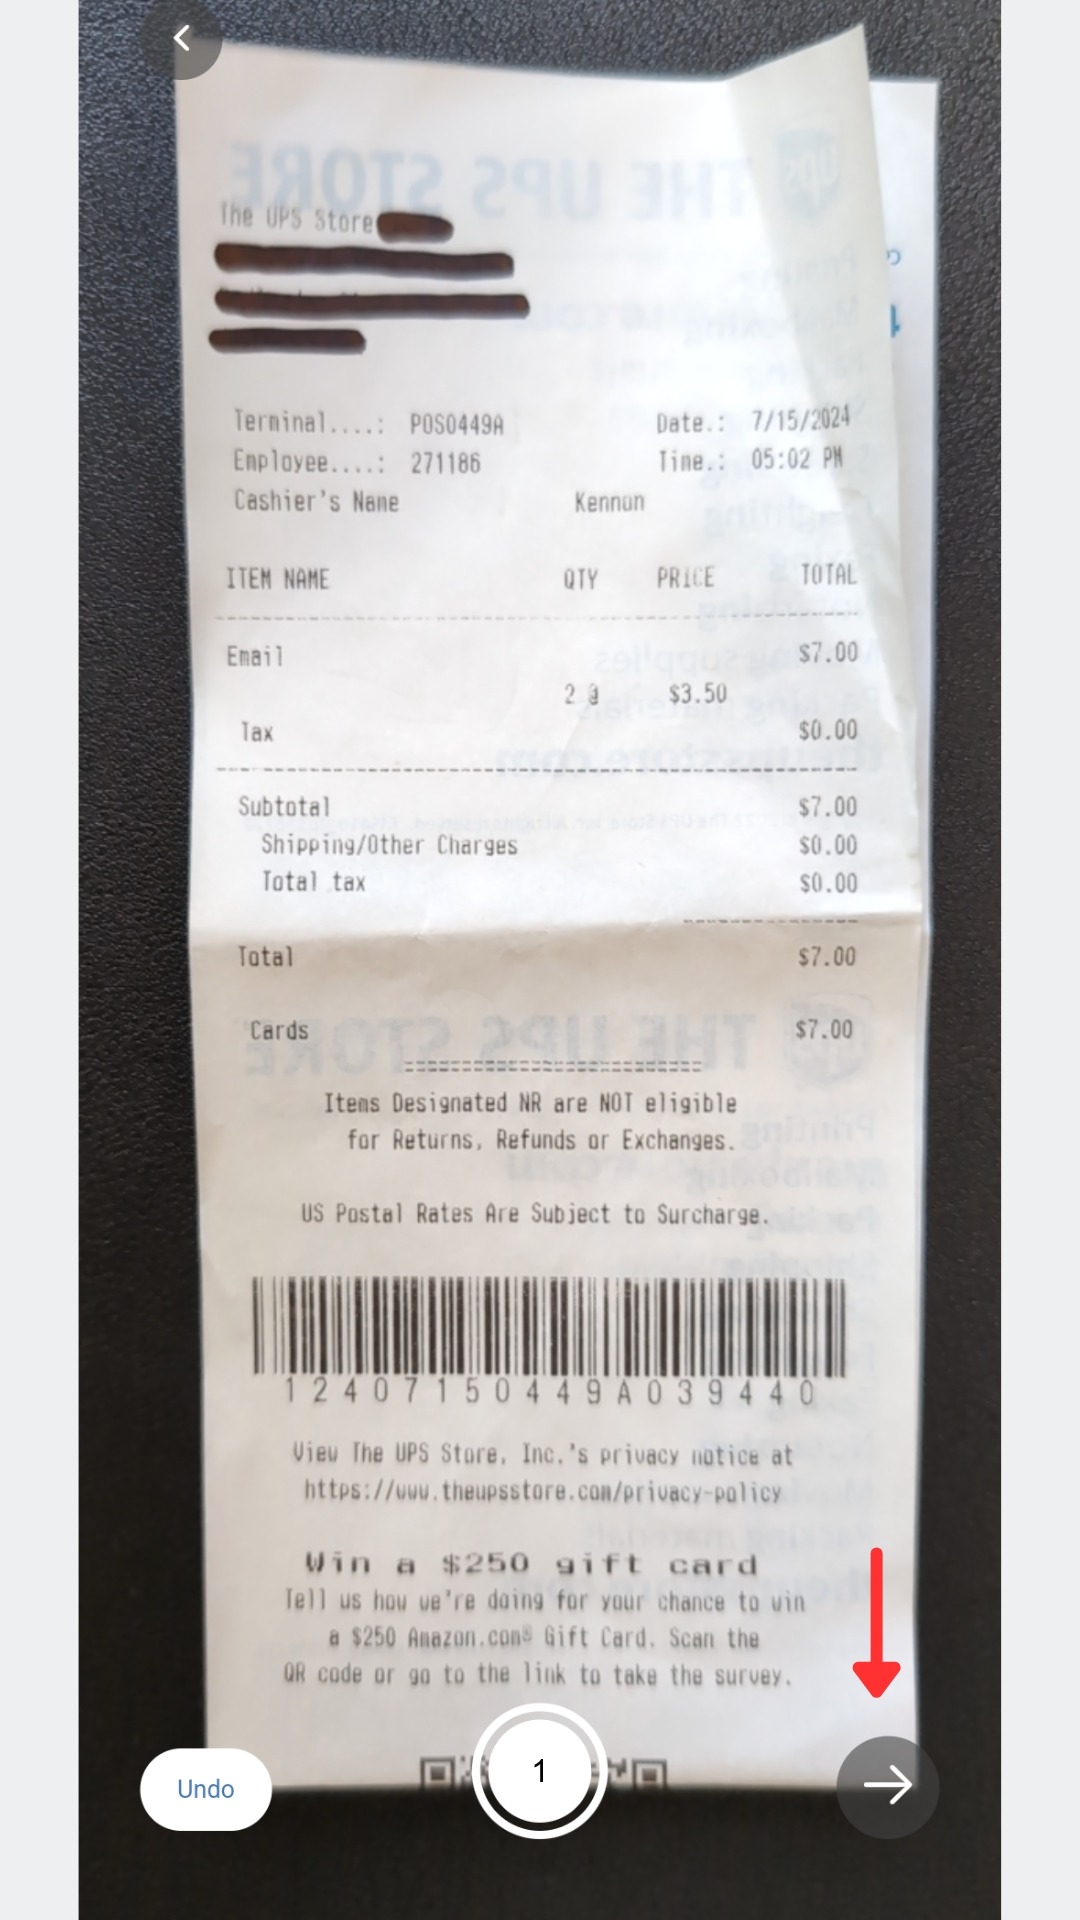 The UPS Store
Terminal....: POS0449A Date.: 7/15/2024
Employee....: 271186 Time.: 05:02 PM
Cashier's Name Kennon
ITEM NAME QTY PRICE TOTAL
Email $7.00
2 @ $3.50
Tax $0.00
Subtotal $7.00
Shipping/Other Charges $0.00
Total tax $0.00
Total $7.00
Cards $7.00
Items Designated NR are NOT eligible
for Returns, Refunds or Exchanges.
US Postal Rates Are Subject to Surcharge.
12407150449A039440
View The UPS Store, Inc.'s privacy notice at
https://www.theupsstore.com/privacy-policy
Win a $250 gift card
Tell us how we're doing for your chance to win
a $250 Amazon.com® Gift Card. Scan the
QR code or go to the link to take the survey.
Undo 1